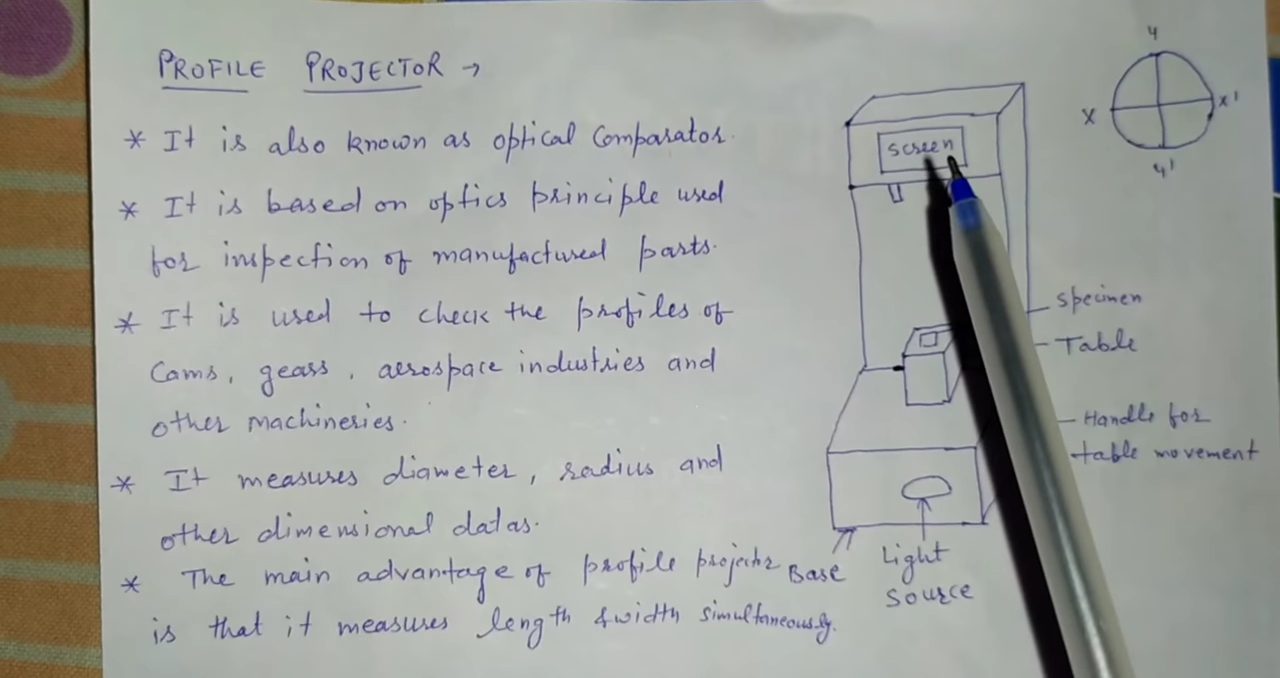 PROFILE PROJECTOR →
* It is also known as optical Comparator.
* It is based on optics principle used
for inspection of manufactured parts.
* It is used to check the profiles of
Cams, gears, aerospace industries and
other machineries.
* It measures diameter, radius and
other dimensional datas.
* The main advantage of profile projector
is that it measures length & width simultaneously.
screen
Specimen
Table
Handle for
table movement
Base
Light
Source
y
X
x'
y'